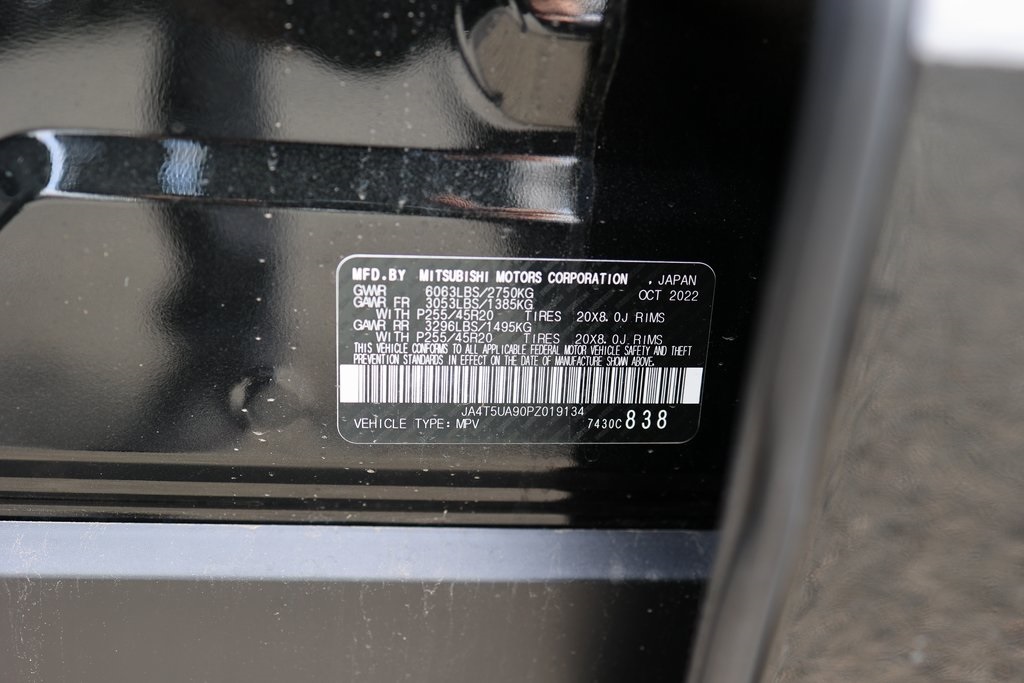 MFD.BY MITSUBISHI MOTORS CORPORATION , JAPAN
GVWR 6063LBS/2750KG OCT 2022
GAWR FR 3053LBS/1385KG
WITH P255/45R20 TIRES 20X8.0J RIMS
GAWR RR 3296LBS/1495KG
WITH P255/45R20 TIRES 20X8.0J RIMS
THIS VEHICLE CONFORMS TO ALL APPLICABLE FEDERAL MOTOR VEHICLE SAFETY AND THEFT
PREVENTION STANDARDS IN EFFECT ON THE DATE OF MANUFACTURE SHOWN ABOVE.
JA4T5UA90PZ019134
VEHICLE TYPE: MPV 7430C 838